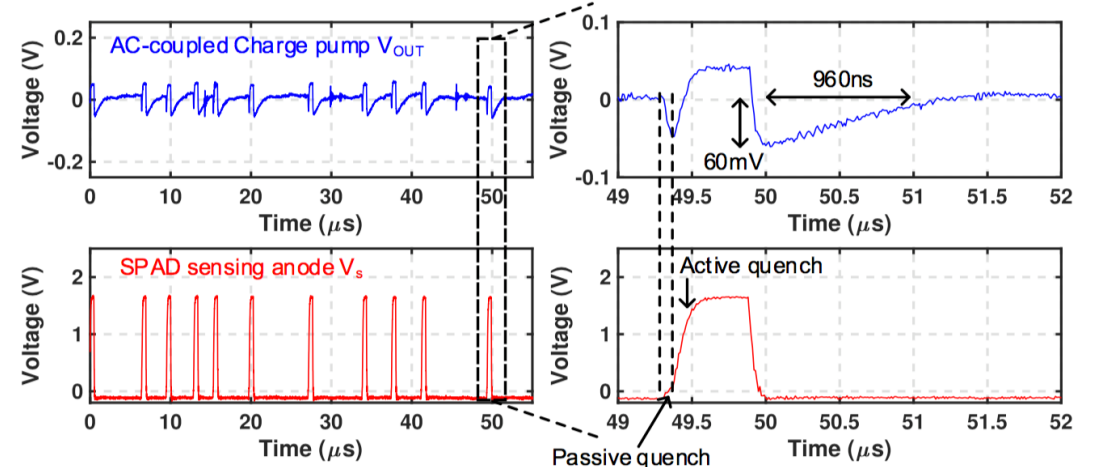 0.2
0
-0.2
Voltage (V)
AC-coupled Charge pump VOUT
0 10 20 30 40 50
Time (μs)
0.1
0
-0.1
Voltage (V)
960ns
60mV
49 49.5 50 50.5 51 51.5 52
Time (μs)
2
1
0
Voltage (V)
SPAD sensing anode Vs
0 10 20 30 40 50
Time (μs)
2
1
0
Voltage (V)
Active quench
49 49.5 50 50.5 51 51.5 52
Time (μs)
Passive quench